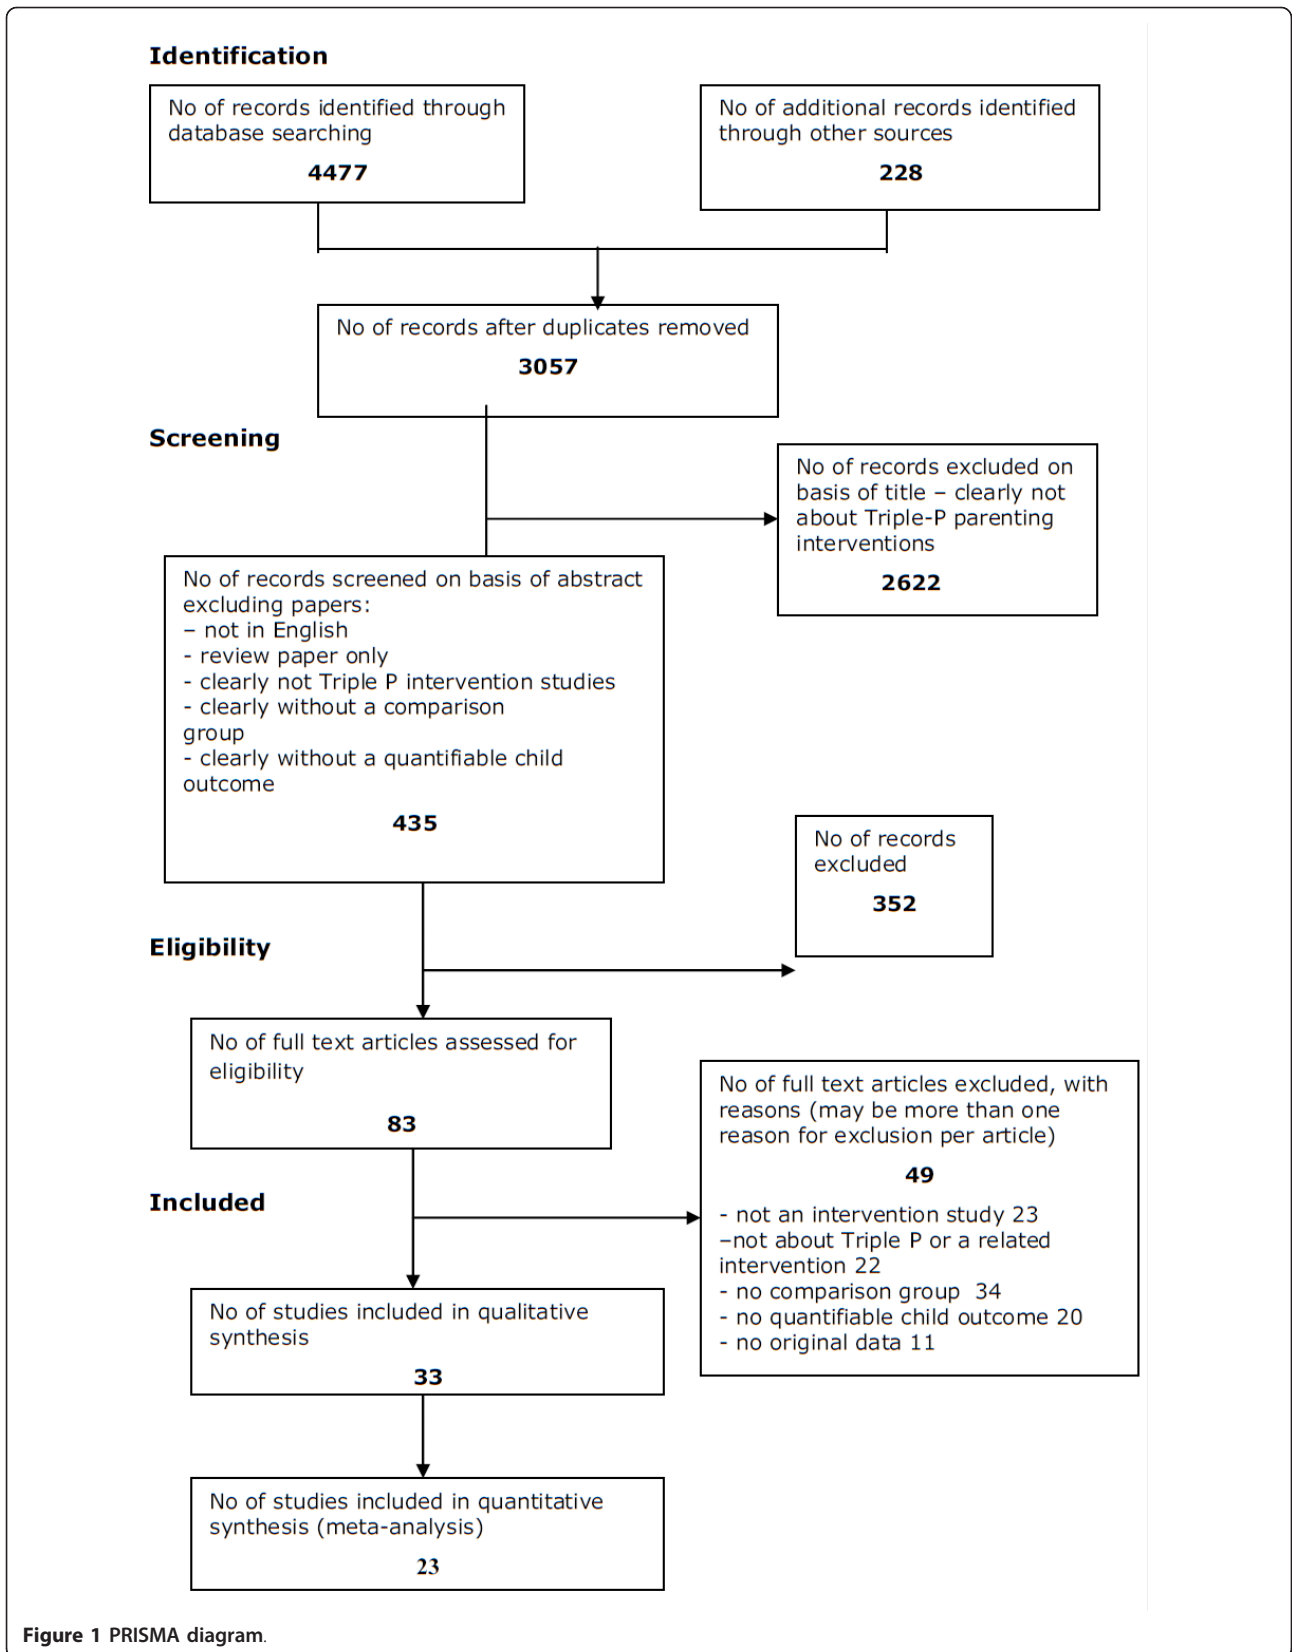 Identification
No of records identified through
database searching
4477
No of additional records identified
through other sources
228
No of records after duplicates removed
3057
Screening
No of records excluded on
basis of title – clearly not
about Triple-P parenting
interventions
2622
No of records screened on basis of abstract
excluding papers:
– not in English
- review paper only
- clearly not Triple P intervention studies
- clearly without a comparison
group
- clearly without a quantifiable child
outcome
435
No of records
excluded
352
Eligibility
No of full text articles assessed for
eligibility
83
No of full text articles excluded, with
reasons (may be more than one
reason for exclusion per article)
49
- not an intervention study 23
–not about Triple P or a related
intervention 22
- no comparison group  34
- no quantifiable child outcome 20
- no original data 11
Included
No of studies included in qualitative
synthesis
33
No of studies included in quantitative
synthesis (meta-analysis)
23
Figure 1 PRISMA diagram.